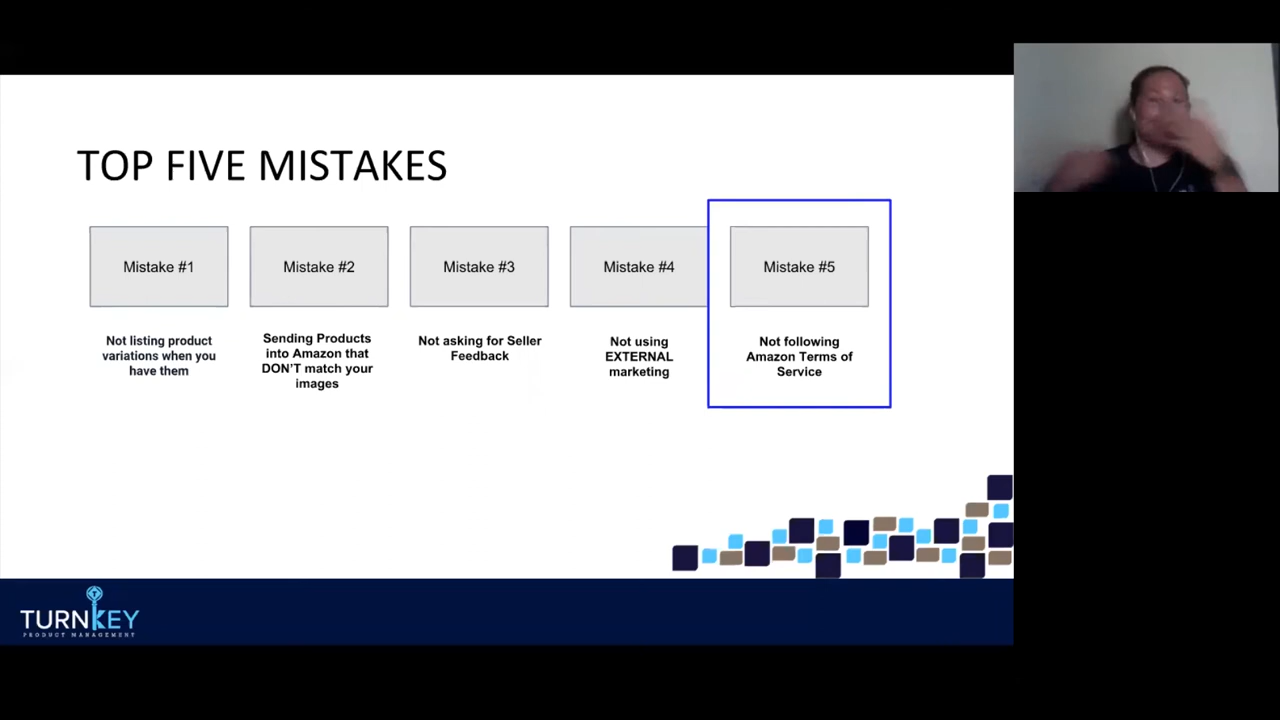 TOP FIVE MISTAKES
Mistake #1
Mistake #2
Mistake #3
Mistake #4
Mistake #5
Not listing product
variations when you
have them
Sending Products
into Amazon that
DON'T match your
images
Not asking for Seller
Feedback
Not using
EXTERNAL
marketing
Not following
Amazon Terms of
Service
TURNKEY
PRODUCT MANAGEMENT